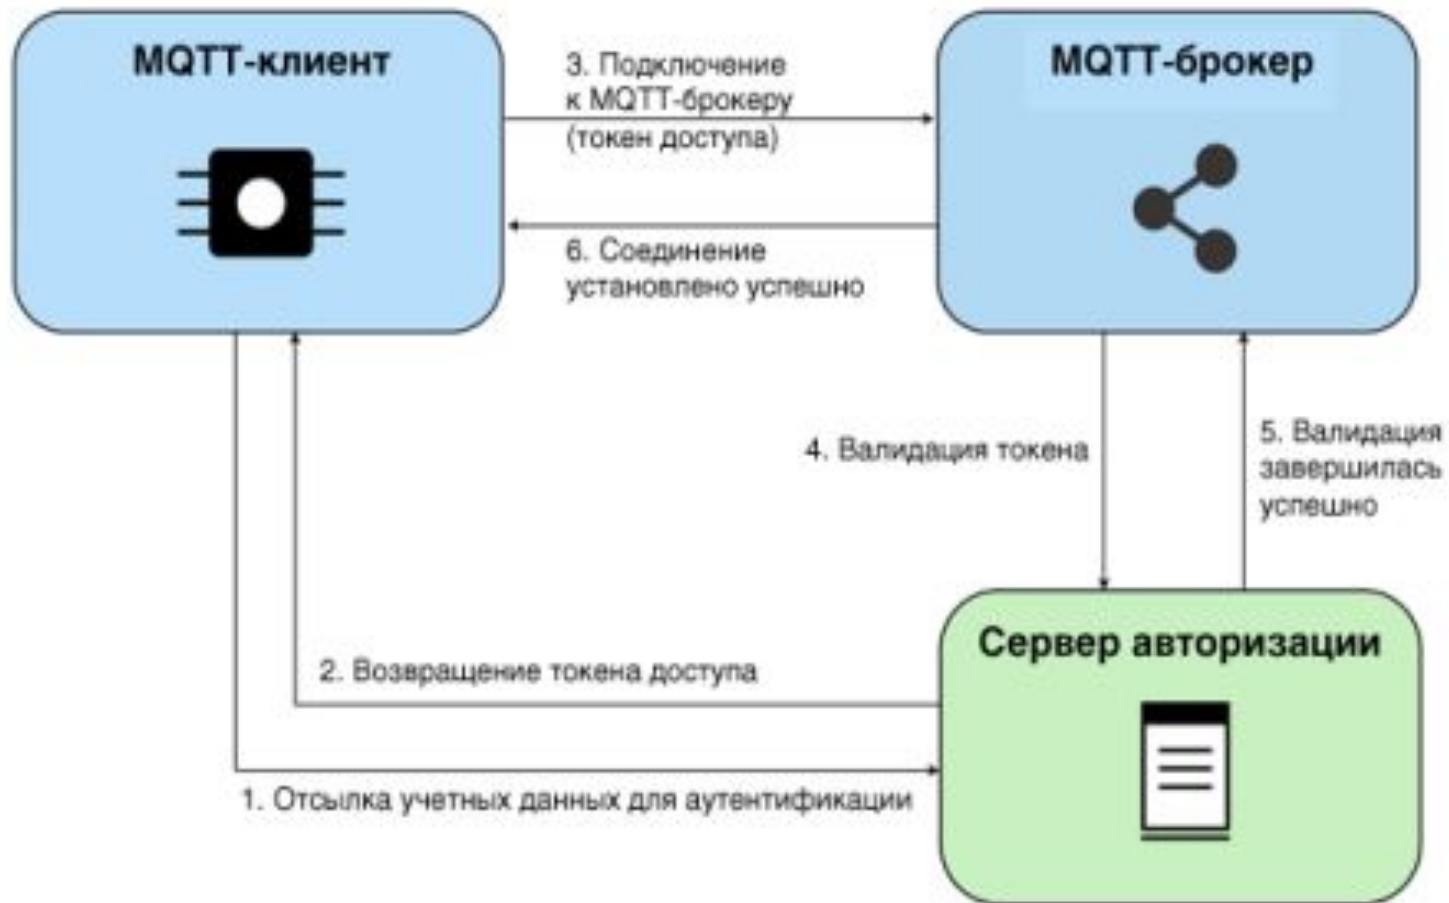 MQTT-клиент
3. Подключение
к MQTT-брокеру
(токен доступа)
MQTT-брокер
6. Соединение
установлено успешно
4. Валидация токена
5. Валидация
завершилась
успешно
Сервер авторизации
2. Возвращение токена доступа
1. Отсылка учетных данных для аутентификации